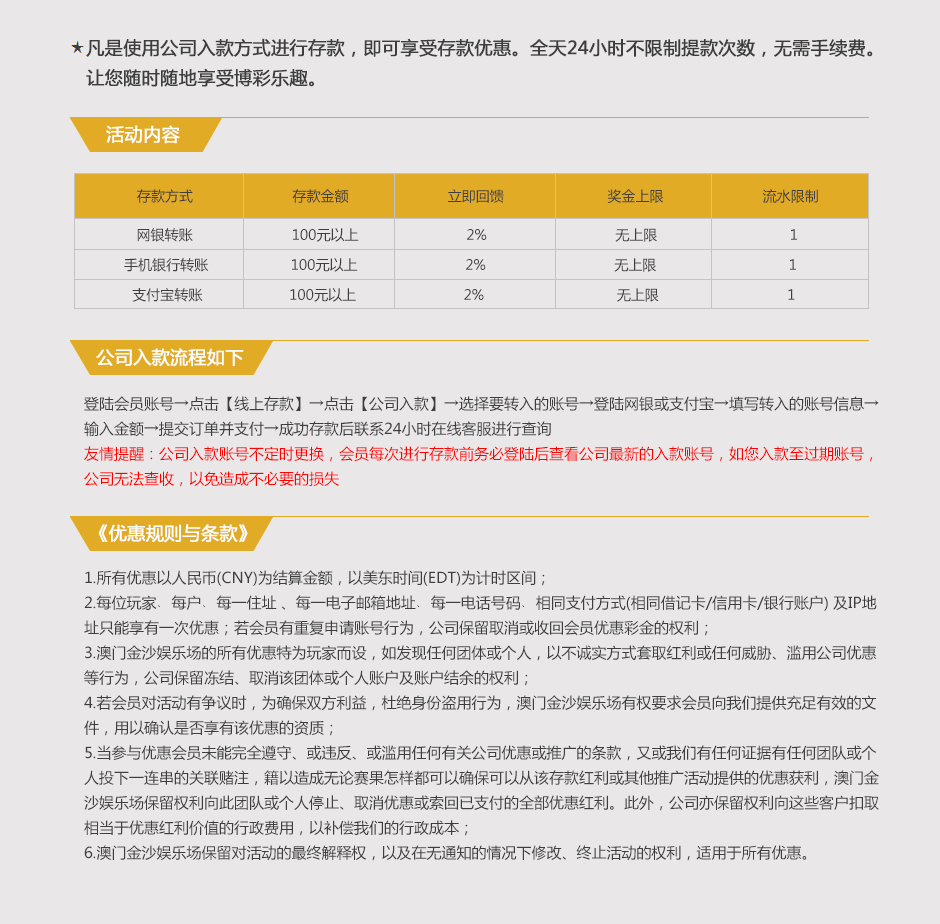 ★凡是使用公司入款方式进行存款，即可享受存款优惠。全天24小时不限制提款次数，无需手续费。
让您随时随地享受博彩乐趣。
活动内容
存款方式 存款金额 立即回馈 奖金上限 流水限制
网银转账 100元以上 2% 无上限 1
手机银行转账 100元以上 2% 无上限 1
支付宝转账 100元以上 2% 无上限 1
公司入款流程如下
登陆会员账号→点击【线上存款】→点击【公司入款】→选择要转入的账号→登陆网银或支付宝→填写转入的账号信息→
输入金额→提交订单并支付→成功存款后联系24小时在线客服进行查询
友情提醒：公司入款账号不定时更换，会员每次进行存款前务必登陆后查看公司最新的入款账号，如您入款至过期账号，
公司无法查收，以免造成不必要的损失
《优惠规则与条款》
1.所有优惠以人民币(CNY)为结算金额，以美东时间(EDT)为计时区间；
2.每位玩家、每户、每一住址 、每一电子邮箱地址、每一电话号码、相同支付方式(相同借记卡/信用卡/银行账户) 及IP地
址只能享有一次优惠；若会员有重复申请账号行为，公司保留取消或收回会员优惠彩金的权利；
3.澳门金沙娱乐场的所有优惠特为玩家而设，如发现任何团体或个人，以不诚实方式套取红利或任何威胁、滥用公司优惠
等行为，公司保留冻结、取消该团体或个人账户及账户结余的权利；
4.若会员对活动有争议时，为确保双方利益，杜绝身份盗用行为，澳门金沙娱乐场有权要求会员向我们提供充足有效的文
件，用以确认是否享有该优惠的资质；
5.当参与优惠会员未能完全遵守、或违反、或滥用任何有关公司优惠或推广的条款，又或我们有任何证据有任何团队或个
人投下一连串的关联赌注，籍以造成无论赛果怎样都可以确保可以从该存款红利或其他推广活动提供的优惠获利，澳门金
沙娱乐场保留权利向此团队或个人停止、取消优惠或索回已支付的全部优惠红利。此外，公司亦保留权利向这些客户扣取
相当于优惠红利价值的行政费用，以补偿我们的行政成本；
6.澳门金沙娱乐场保留对活动的最终解释权，以及在无通知的情况下修改、终止活动的权利，适用于所有优惠。